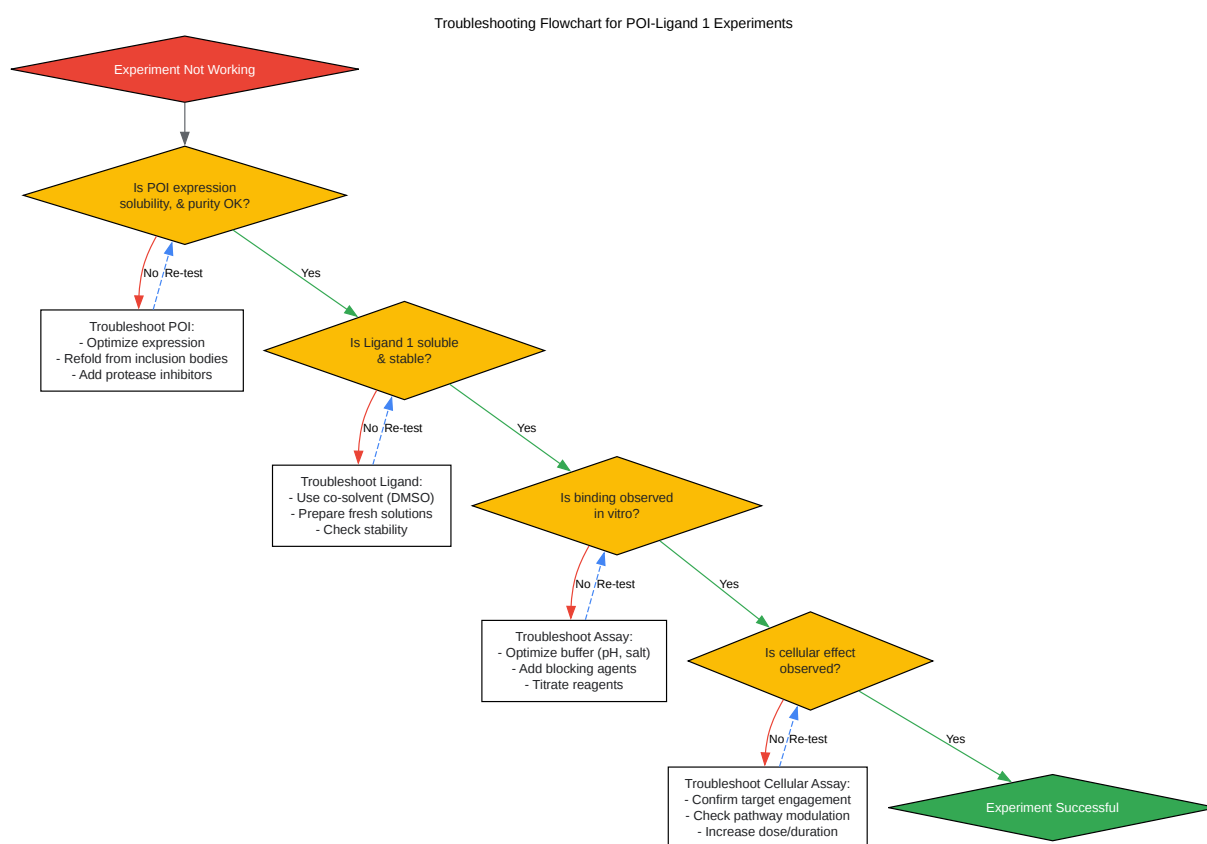 Troubleshooting Flowchart for POI-Ligand 1 Experiments
Experiment Not Working
Is POI expression
solubility, & purity OK?
No
Re-test
Yes
Troubleshoot POI:
- Optimize expression
- Refold from inclusion bodies
- Add protease inhibitors
Is Ligand 1 soluble
& stable?
No
Re-test
Yes
Troubleshoot Ligand:
- Use co-solvent (DMSO)
- Prepare fresh solutions
- Check stability
Is binding observed
in vitro?
No
Re-test
Yes
Troubleshoot Assay:
- Optimize buffer (pH, salt)
- Add blocking agents
- Titrate reagents
Is cellular effect
observed?
No
Re-test
Yes
Troubleshoot Cellular Assay:
- Confirm target engagement
- Check pathway modulation
- Increase dose/duration
Experiment Successful